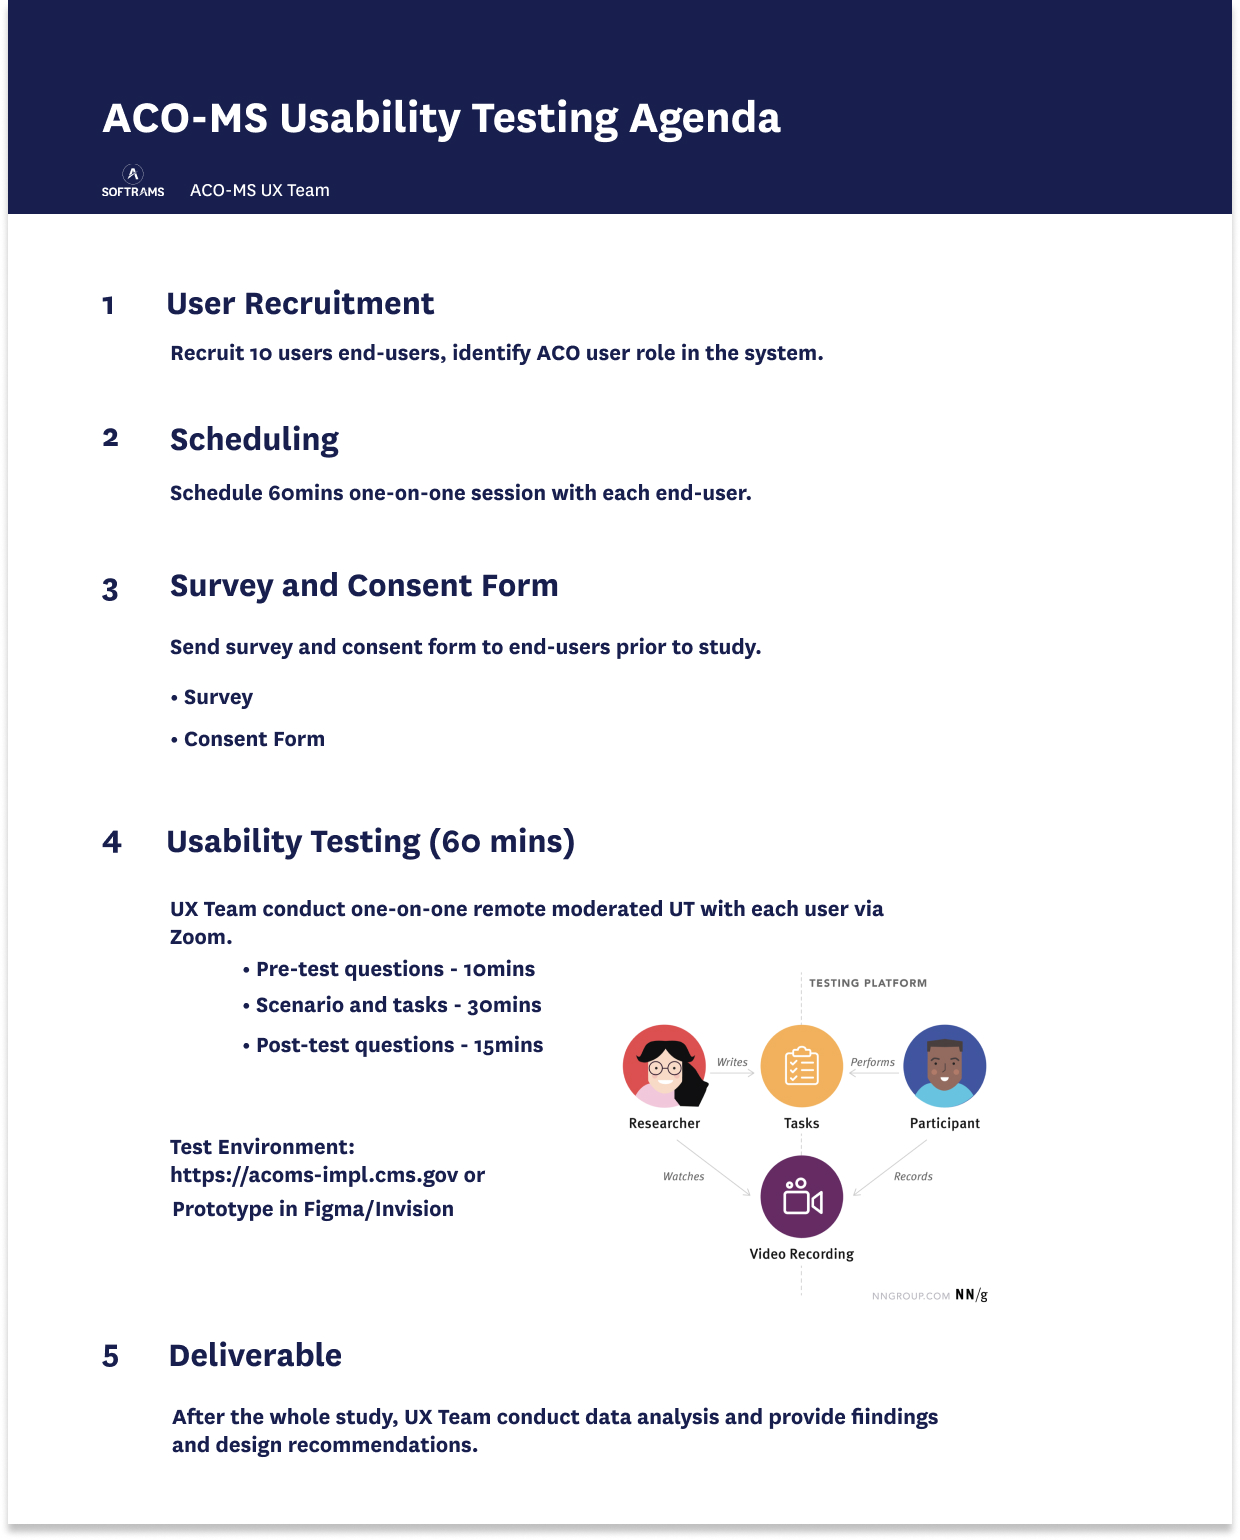 ACO-MS Usability Testing Agenda
SOFTRAMS
ACO-MS UX Team
1 User Recruitment
Recruit 10 users end-users, identify ACO user role in the system.
2 Scheduling
Schedule 60mins one-on-one session with each end-user.
3 Survey and Consent Form
Send survey and consent form to end-users prior to study.
• Survey
• Consent Form
4 Usability Testing (60 mins)
UX Team conduct one-on-one remote moderated UT with each user via
Zoom.
• Pre-test questions - 10mins
• Scenario and tasks - 30mins
• Post-test questions - 15mins
Test Environment:
https://acoms-impl.cms.gov or
Prototype in Figma/Invision
TESTING PLATFORM
Writes
Performs
Researcher
Tasks
Participant
Watches
Records
Video Recording
NNGROUP.COM NN/g
5 Deliverable
After the whole study, UX Team conduct data analysis and provide fiindings
and design recommendations.